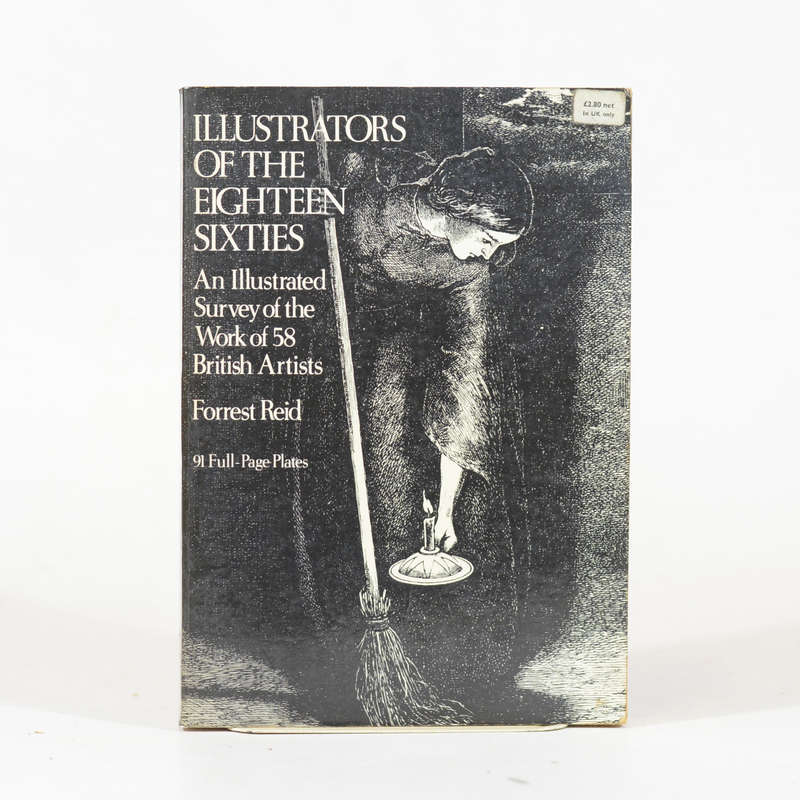 ILLUSTRATORS
OF THE
EIGHTEEN
SIXTIES
An Illustrated
Survey of the
Work of 58
British Artists
Forrest Reid
91 Full-Page Plates
£2.80 net
in UK only